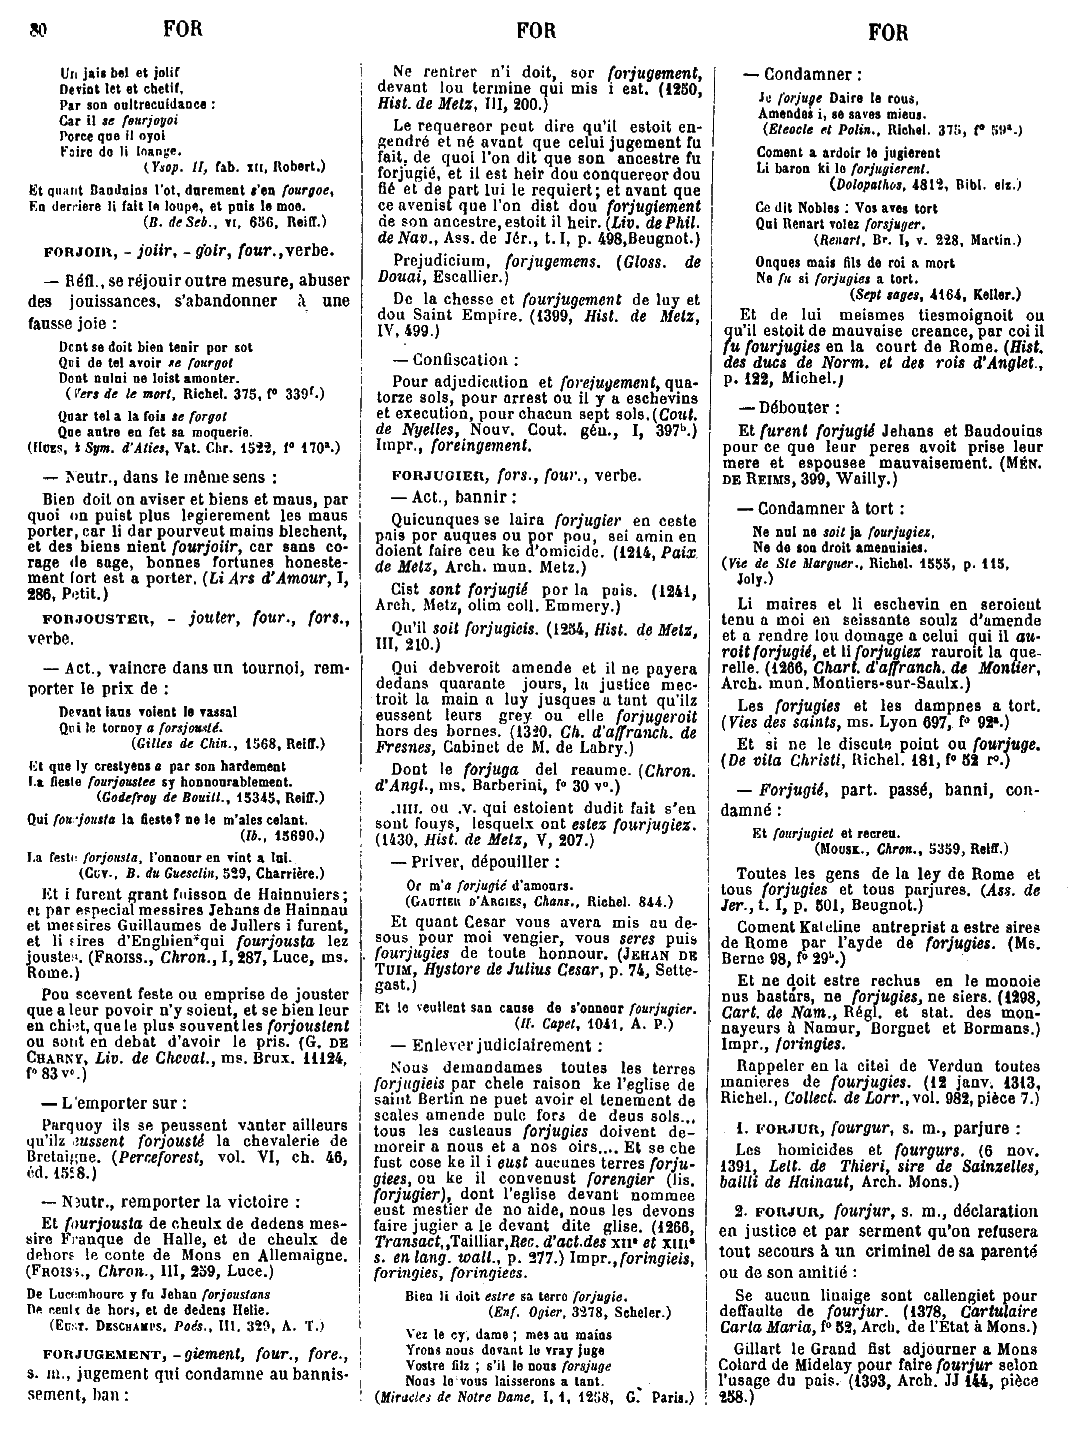 80 FOR FOR FOR
Un jais bel et jolif
Devint let et chetif,
Par son oultrecuidance :
Car il se fourjoyoi
Porce que il oyoi
Foire de li loange.
(Ysop. II, fab. XII, Robert.)
Et quant Bauduins l'ot, durement s'en fourgoe,
En derriere li fait la loupe, et puis le moe.
(B. de Seb., VI, 656, Reiff.)
FORJOIR, - joiir, - goir, four., verbe.
— Réfl., se réjouir outre mesure, abuser
des jouissances, s'abandonner à une
fausse joie :
Dont se doit bien tenir por sot
Qui de tel avoir se fourgot
Dont nului ne loist amonter.
(Vers de le mort, Richel. 375, f° 339f.)
Quar tel a la fois se forgot
Que autre en fet sa moquerie.
(HUES, Sym. d'Aties, Vat. Chr. 1522, f° 170a.)
— Neutr., dans le même sens :
Bien doit on aviser et biens et maus, par
quoi on puist plus legierement les maus
porter, car li dar pourveut mains blechent,
et des biens nient fourjoiir, car sans co-
rage de sage, bonnes fortunes honeste-
ment fort est a porter. (Li Ars d'Amour, I,
286, Petit.)
FORJOUSTER, - jouter, four., fors.,
verbe.
— Act., vaincre dans un tournoi, rem-
porter le prix de :
Devant iaus voient le vassal
Qui le tornoy a forsjousté.
(Gilles de Chin., 1568, Reiff.)
Et que ly crestyens a par son hardement
La fieste fourjoustee sy honnourablement.
(Godefroy de Bouill., 15345, Reiff.)
Qui fourjousta la fieste? ne le m'ales celant.
(Ib., 15690.)
La feste forjousta, l'onnour en vint a lui.
(CUV., B. du Guesclin, 529, Charrière.)
Et i furent grant fuisson de Hainnuiers;
et par especial messires Jehans de Hainnau
et messires Guillaumes de Jullers i furent,
et li sires d'Enghien qui fourjousta lez
joustes. (FROISS., Chron., I, 287, Luce, ms.
Rome.)
Pou scevent feste ou emprise de jouster
que a leur povoir n'y soient, et se bien leur
en chiet, que le plus souvent les forjoustent
ou sont en debat d'avoir le pris. (G. DE
CHARNY, Liv. de Cheval., ms. Brux. 11124,
f° 83 v°.)
— L'emporter sur :
Parquoy ils se peussent vanter ailleurs
qu'ilz eussent forjousté la chevalerie de
Bretaigne. (Perceforest, vol. VI, ch. 46,
éd. 1528.)
— Neutr., remporter la victoire :
Et fourjousta de cheulx de dedens mes-
sire Franque de Halle, et de cheulx de
dehors le conte de Mons en Allemaigne.
(FROISS., Chron., III, 259, Luce.)
De Lucembourc y fu Jehan forjoustans
De ceulx de hors, et de dedens Helie.
(EUST. DESCHAMPS, Poés., III, 329, A. T.)
FORJUGEMENT, - giement, four., fore.,
s. m., jugement qui condamne au bannis-
sement, ban :
Ne rentrer n'i doit, sor forjugement,
devant lou termine qui mis i est. (1250,
Hist. de Metz, III, 200.)
Le requereor peut dire qu'il estoit en-
gendré et né avant que celui jugement fu
fait, de quoi l'on dit que son ancestre fu
forjugié, et il est heir dou conquereor dou
fié et de part lui le requiert; et avant que
ce avenist que l'on dist dou forjugiement
de son ancestre, estoit il heir. (Liv. de Phil.
de Nav., Ass. de Jér., t. I, p. 498, Beugnot.)
Prejudicium, forjugemens. (Gloss. de
Douai, Escallier.)
De la chesse et fourjugement de luy et
dou Saint Empire. (1399, Hist. de Metz,
IV, 499.)
— Confiscation :
Pour adjudication et forejugement, qua-
torze sols, pour arrest ou il y a eschevins
et execution, pour chacun sept sols. (Cout.
de Nyelles, Nouv. Cout. gén., I, 397b.)
Impr., foreingement.
FORJUGIER, fors., four., verbe.
— Act., bannir :
Quicunques se laira forjugier en ceste
pais por auques ou por pou, sei amin en
doient faire ceu ke d'omicide. (1214, Paix
de Metz, Arch. mun. Metz.)
Cist sont forjugié por la pais. (1241,
Arch. Metz, olim coll. Emmery.)
Qu'il soit forjugieis. (1254, Hist. de Metz,
III, 210.)
Qui debveroit amende et il ne payera
dedans quarante jours, la justice mec-
troit la main a luy jusques a tant qu'ilz
eussent leurs grey ou elle forjugeroit
hors des bornes. (1320, Ch. d'affranch. de
Fresnes, Cabinet de M. de Labry.)
Dont le forjuga del reaume. (Chron.
d'Angl., ms. Barberini, f° 30 v°.)
.IIII. ou .V. qui estoient dudit fait s'en
sont fouys, lesqueix ont estez fourjugiez.
(1430, Hist. de Metz, V, 207.)
— Priver, dépouiller :
Or m'a forjugié d'amours.
(GAUTIER D'ARGIES, Chans., Richel. 844.)
Et quant Cesar vous avera mis au de-
sous pour moi vengier, vous seres puis
fourjugies de toute honnour. (JEHAN DE
TUIM, Hystore de Julius Cesar, p. 74, Sette-
gast.)
Et le veullent san cause de s'onneur fourjugier.
(H. Capet, 1041, A. P.)
— Enlever judiclairement :
Nous demandames toutes les terres
forjugieis par chele raison ke l'eglise de
saint Bertin ne puet avoir el tenement de
scales amende nule fors de deus sols...
tous les casteaus forjugies doivent de-
moreir a nous et a nos oirs.... Et se che
fust cose ke il i eust aucunes terres forju-
giees, ou ke il convenust forengier (lis.
forjugier), dont l'eglise devant nommee
eust mestier de no aide, nous les devons
faire jugier a le devant dite glise. (1266,
Transact., Tailliar, Rec. d'act. des XIIe et XIIIe
s. en lang. wall., p. 277.) Impr., foringieis,
foringies, foringiees.
Bien li doit estre sa terre forjugie.
(Enf. Ogier, 3278, Scheler.)
Vez le cy, dame ; mes au mains
Yrons nous devant le vray juge
Vostre filz ; s'il le nous forsjuge
Nous le vous laisserons a tant.
(Miracles de Notre Dame, I, 1, 1258, G. Paris.)
— Condamner :
Je forjuge Daire le rous,
Amendes i, se saves mieus.
(Eteocle et Polin., Richel. 375, f° 59a.)
Coment a ardoir le jugierent
Li baron ki lo forjugierent.
(Dolopathos, 4812, Bibl. elz.)
Ce dit Nobles : Vos aves tort
Qui Renart volez forsjuger.
(Renart, Br. I, v. 228, Martin.)
Onques mais fils de roi a mort
Ne fu si forjugies a tort.
(Sept sages, 4164, Keller.)
Et de lui meismes tiesmoignoit ou
qu'il estoit de mauvaise creance, par coi il
fu fourjugies en la court de Rome. (Hist.
des ducs de Norm. et des rois d'Anglet.,
p. 122, Michel.)
— Débouter :
Et furent forjugié Jehans et Baudouins
pour ce que leur peres avoit prise leur
mere et espousee mauvaisement. (MÉN.
DE REIMS, 399, Wailly.)
— Condamner à tort :
Ne nul ne soit ja fourjugiez,
Ne de son droit amenuisies.
(Vie de Ste Marguer., Richel. 1555, p. 115,
Joly.)
Li maires et li eschevin en seroient
tenu a moi en seissante soulz d'amende
et a rendre lou domage a celui qui il au-
roit forjugié, et li forjugiez rauroit la que-
relle. (1266, Chart. d'affranch. de Montier,
Arch. mun. Montiers-sur-Saulx.)
Les forjugies et les dampnes a tort.
(Vies des saints, ms. Lyon 697, f° 92a.)
Et si ne le discute point ou fourjuge.
(De vita Christi, Richel. 181, f° 52 r°.)
— Forjugié, part. passé, banni, con-
damné :
Et fourjugiet et recreu.
(MOUSK., Chron., 5359, Reiff.)
Toutes les gens de la ley de Rome et
tous forjugies et tous parjures. (Ass. de
Jer., t. I, p. 501, Beugnot.)
Coment Kateline antreprist a estre sires
de Rome par l'ayde de forjugies. (Ms.
Berne 98, f° 29b.)
Et ne doit estre rechus en le monoie
nus bastars, ne forjugies, ne siers. (1298,
Cart. de Nam., Régl. et stat. des mon-
nayeurs à Namur, Borgnet et Bormans.)
Impr., foringies.
Rappeler en la citei de Verdun toutes
manieres de fourjugies. (12 janv. 1313,
Richel., Collect. de Lorr., vol. 982, pièce 7.)
1. FORJUR, fourgur, s. m., parjure :
Les homicides et fourgurs. (6 nov.
1391, Lett. de Thieri, sire de Sainzelles,
bailli de Hainaut, Arch. Mons.)
2. FORJUR, fourjur, s. m., déclaration
en justice et par serment qu'on refusera
tout secours à un criminel de sa parenté
ou de son amitié :
Se aucun linaige sont callengiet pour
deffaulte de fourjur. (1378, Cartulaire
Carta Maria, f° 52, Arch. de l'Etat à Mons.)
Gillart le Grand fist adjourner a Mons
Colard de Midelay pour faire fourjur selon
l'usage du pais. (1393, Arch. JJ 144, pièce
258.)